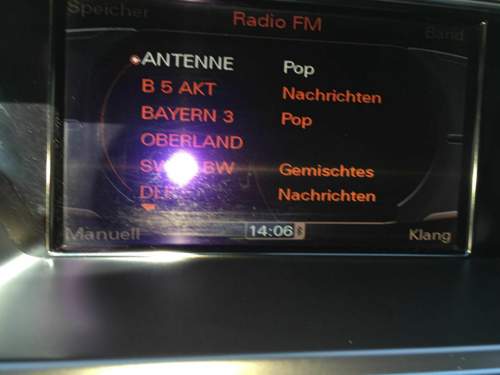 Speicher Radio FM Band
ANTENNE Pop
B 5 AKT Nachrichten
BAYERN 3 Pop
OBERLAND
BW Gemischtes
Nachrichten
Manuell 14:06 Klang